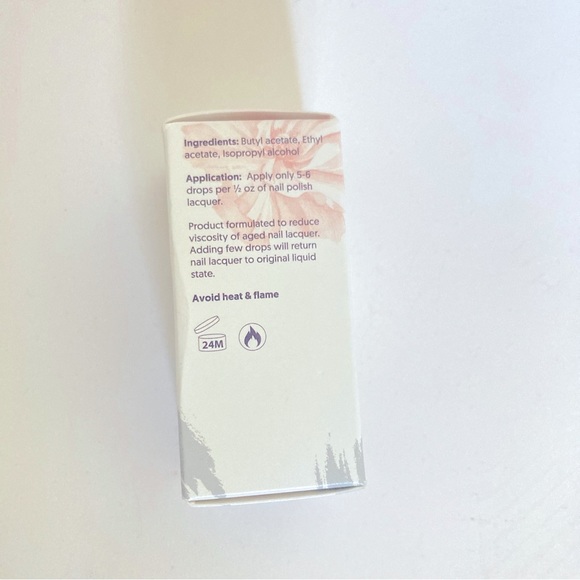 Ingredients: Butyl acetate, Ethyl
acetate, Isopropyl alcohol
Application: Apply only 5-6
drops per ½ oz of nail polish
lacquer.
Product formulated to reduce
viscosity of aged nail lacquer.
Adding few drops will return
nail lacquer to original liquid
state.
Avoid heat & flame
24M